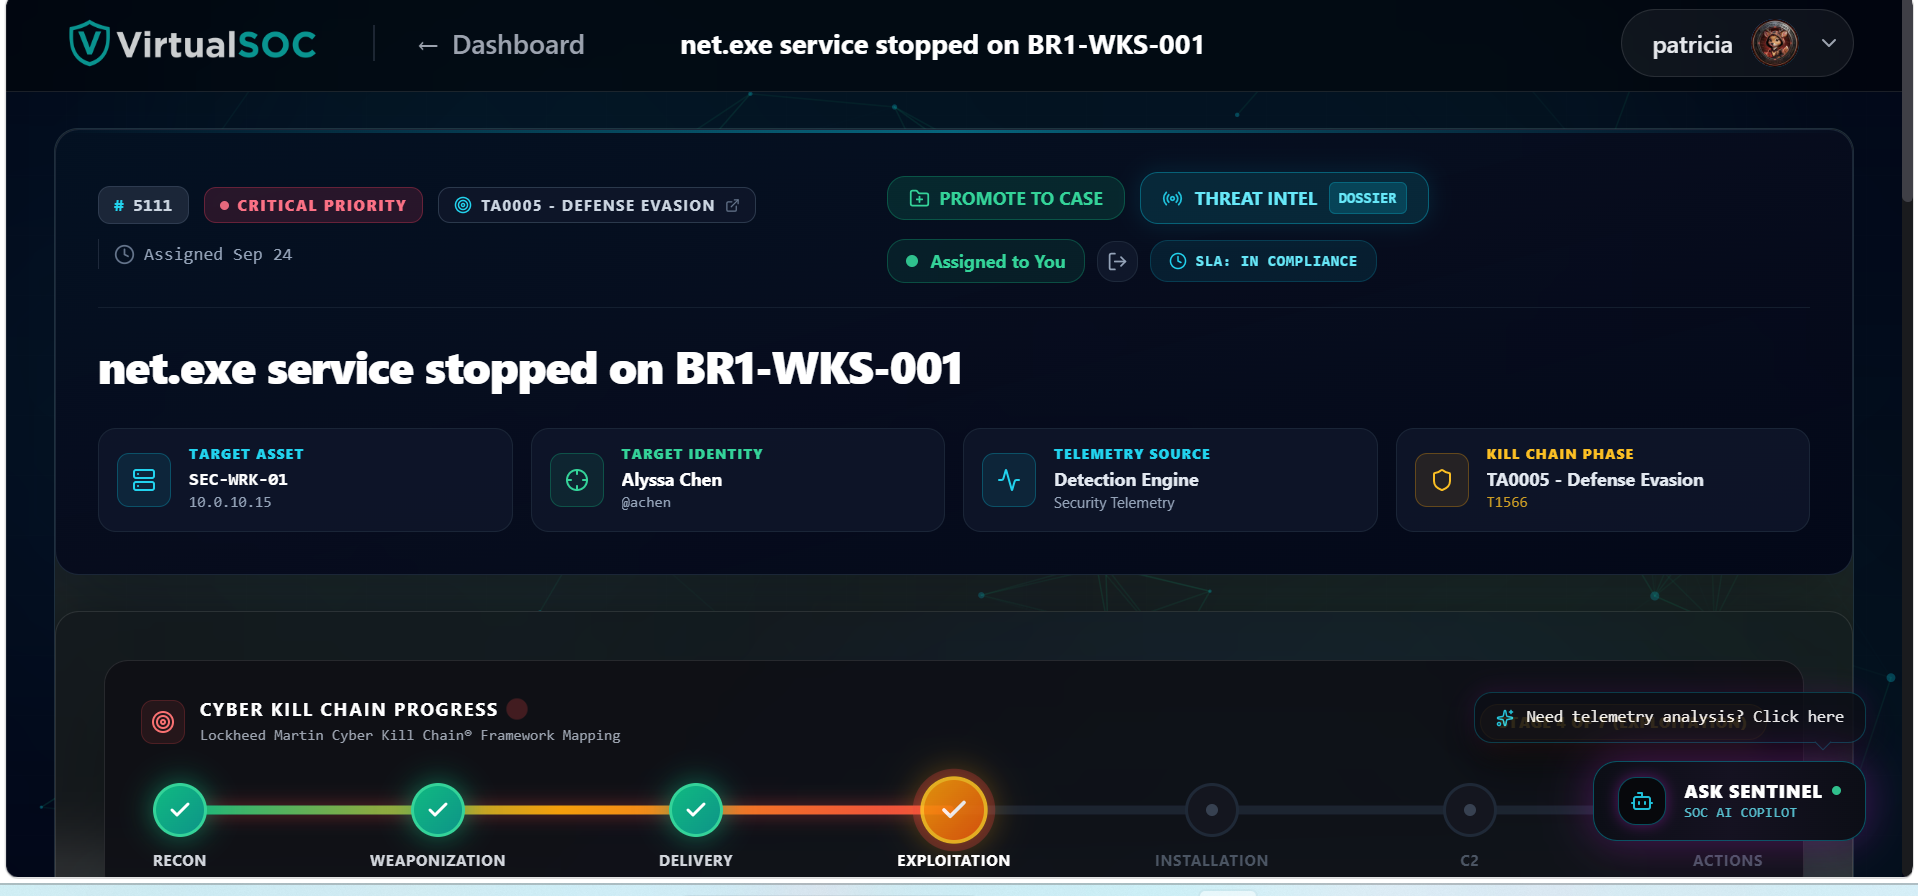 VirtualSOC
← Dashboard
net.exe service stopped on BR1-WKS-001
patricia
# 5111
CRITICAL PRIORITY
TA0005 - DEFENSE EVASION
Assigned Sep 24
PROMOTE TO CASE
THREAT INTEL DOSSIER
Assigned to You
SLA: IN COMPLIANCE
net.exe service stopped on BR1-WKS-001
TARGET ASSET
SEC-WRK-01
10.0.10.15
TARGET IDENTITY
Alyssa Chen
@achen
TELEMETRY SOURCE
Detection Engine
Security Telemetry
KILL CHAIN PHASE
TA0005 - Defense Evasion
T1566
CYBER KILL CHAIN PROGRESS
Lockheed Martin Cyber Kill Chain® Framework Mapping
Need telemetry analysis? Click here
ASK SENTINEL
SOC AI COPILOT
RECON
WEAPONIZATION
DELIVERY
EXPLOITATION
INSTALLATION
C2
ACTIONS